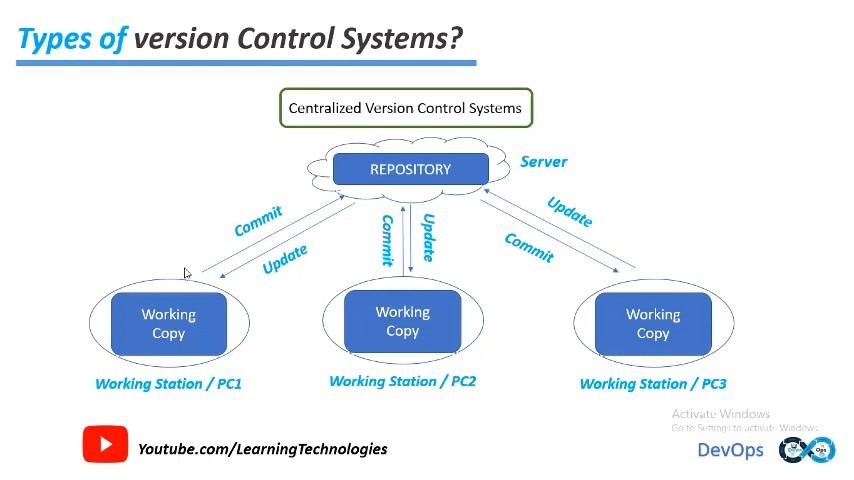 Types of version Control Systems?
Centralized Version Control Systems
REPOSITORY
Server
Commit
Update
Commit
Update
Update
Commit
Working
Copy
Working
Copy
Working
Copy
Working Station / PC1
Working Station / PC2
Working Station / PC3
Activate Windows
Go to Settings to activate Windows.
Youtube.com/LearningTechnologies
DevOps
Ops